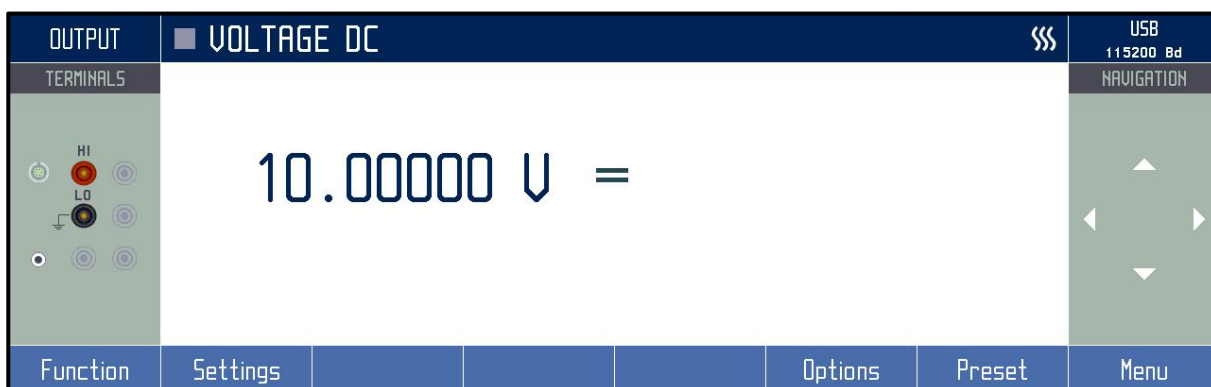 OUTPUT
VOLTAGE DC
USB
115200 Bd
TERMINALS
NAVIGATION
HI
LO
10.00000 V =
Function Settings Options Preset Menu